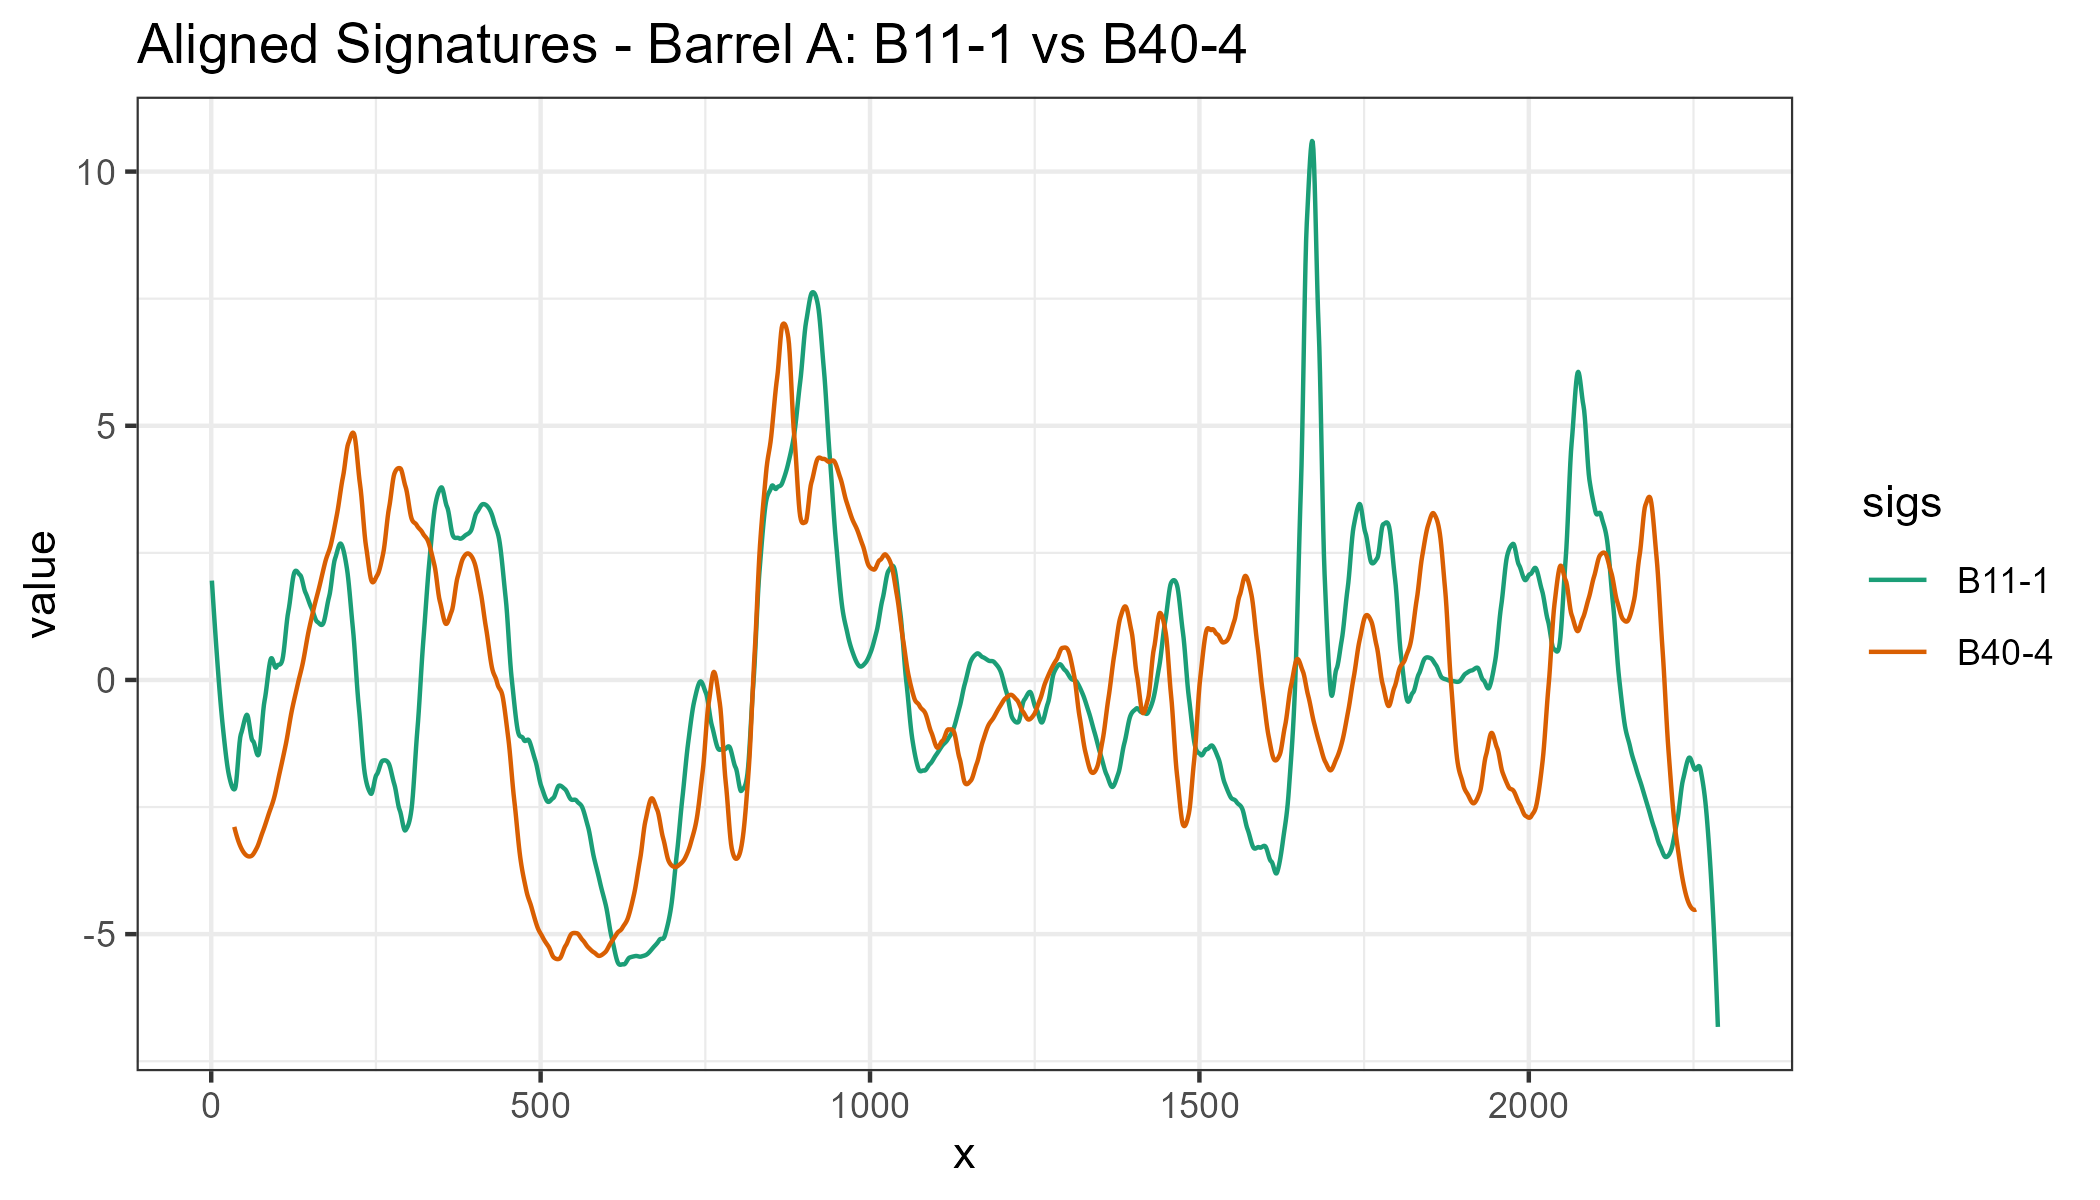 Aligned Signatures - Barrel A: B11-1 vs B40-4
10
5
0
-5
value
0 500 1000 1500 2000
x
sigs
B11-1
B40-4